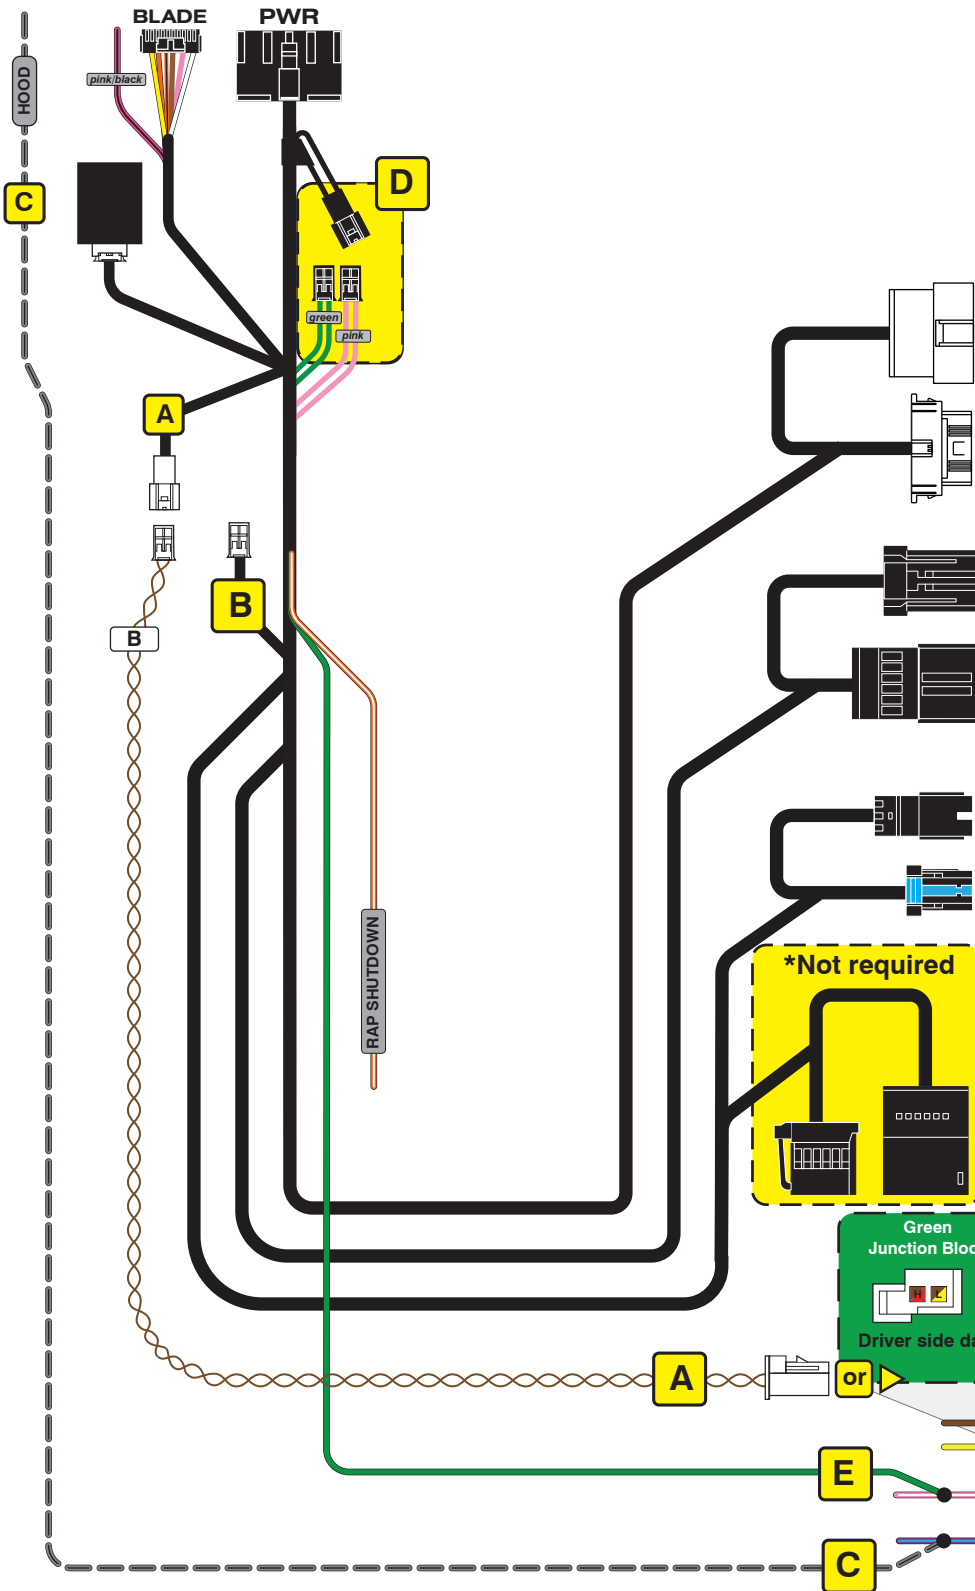 BLADE
PWR
HOOD
pink/black
D
C
green
pink
A
B
B
RAP SHUTDOWN
*Not required
Green
Junction Bloc
H L
Driver side da
A
or
E
C